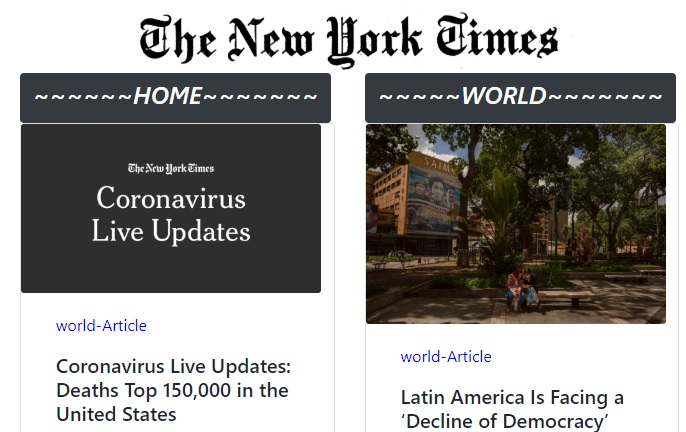 The New York Times
~~~~~~HOME~~~~~~~
The New York Times
Coronavirus
Live Updates
world-Article
Coronavirus Live Updates:
Deaths Top 150,000 in the
United States
~~~~~WORLD~~~~~~~
SAIM
world-Article
Latin America Is Facing a
‘Decline of Democracy’